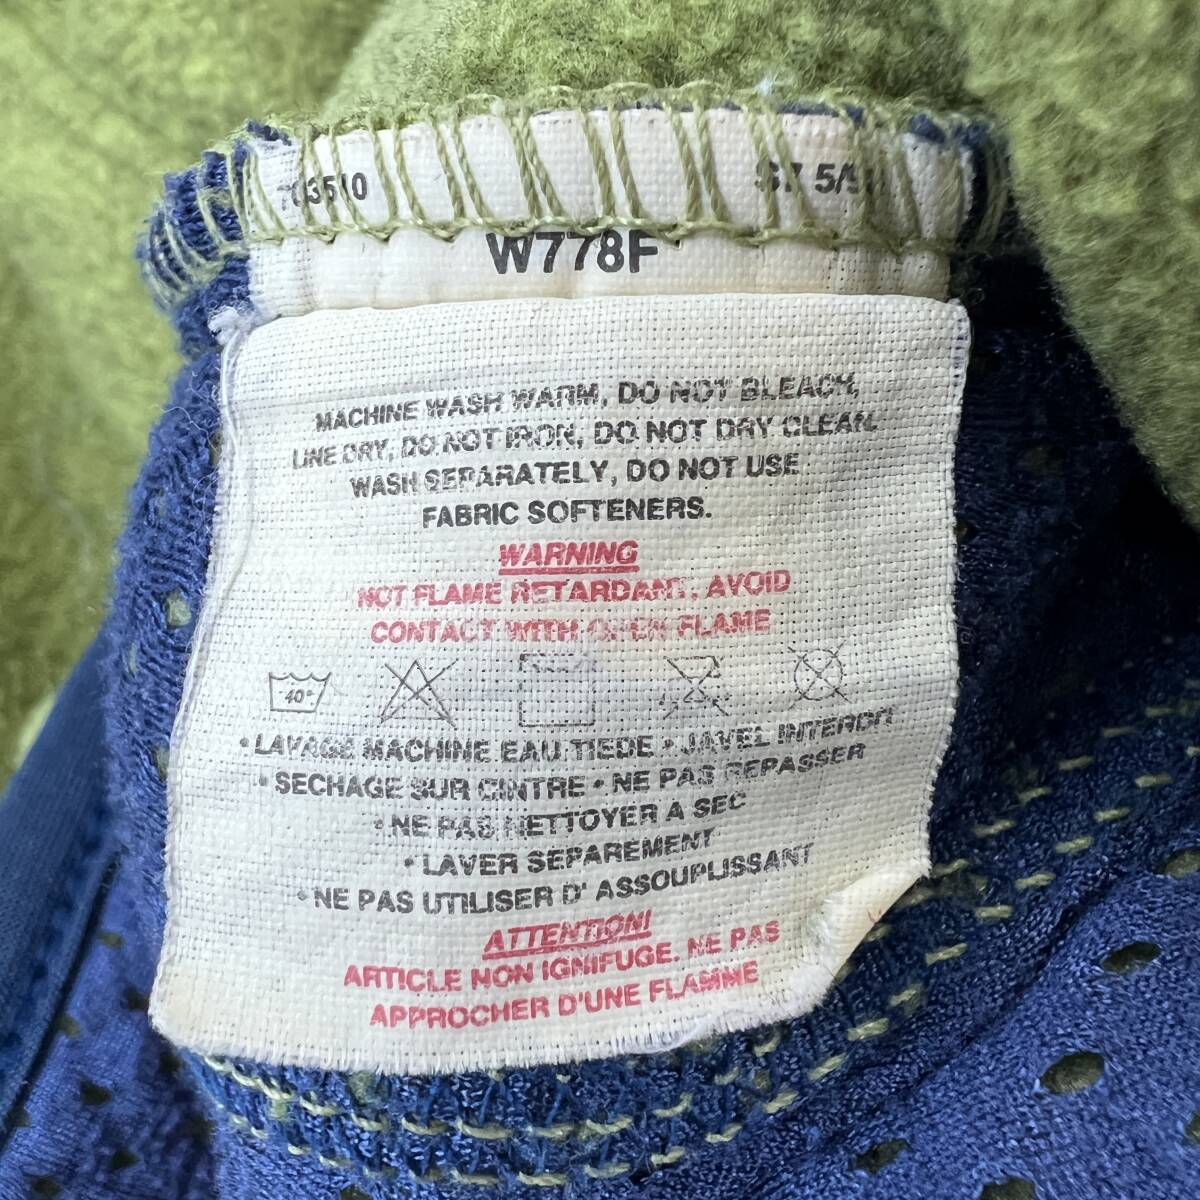 W778F
MACHINE WASH WARM, DO NOT BLEACH,
LINE DRY, DO NOT IRON, DO NOT DRY CLEAN.
WASH SEPARATELY, DO NOT USE
FABRIC SOFTENERS.
WARNING
NOT FLAME RETARDANT, AVOID
CONTACT WITH OPEN FLAME
40°
• LAVAGE MACHINE EAU TIEDE • JAVEL INTERDIT
• SECHAGE SUR CINTRE • NE PAS REPASSER
• NE PAS NETTOYER A SEC
• LAVER SEPAREMENT
• NE PAS UTILISER D' ASSOUPLISSANT
ATTENTION!
ARTICLE NON IGNIFUGE. NE PAS
APPROCHER D'UNE FLAMME